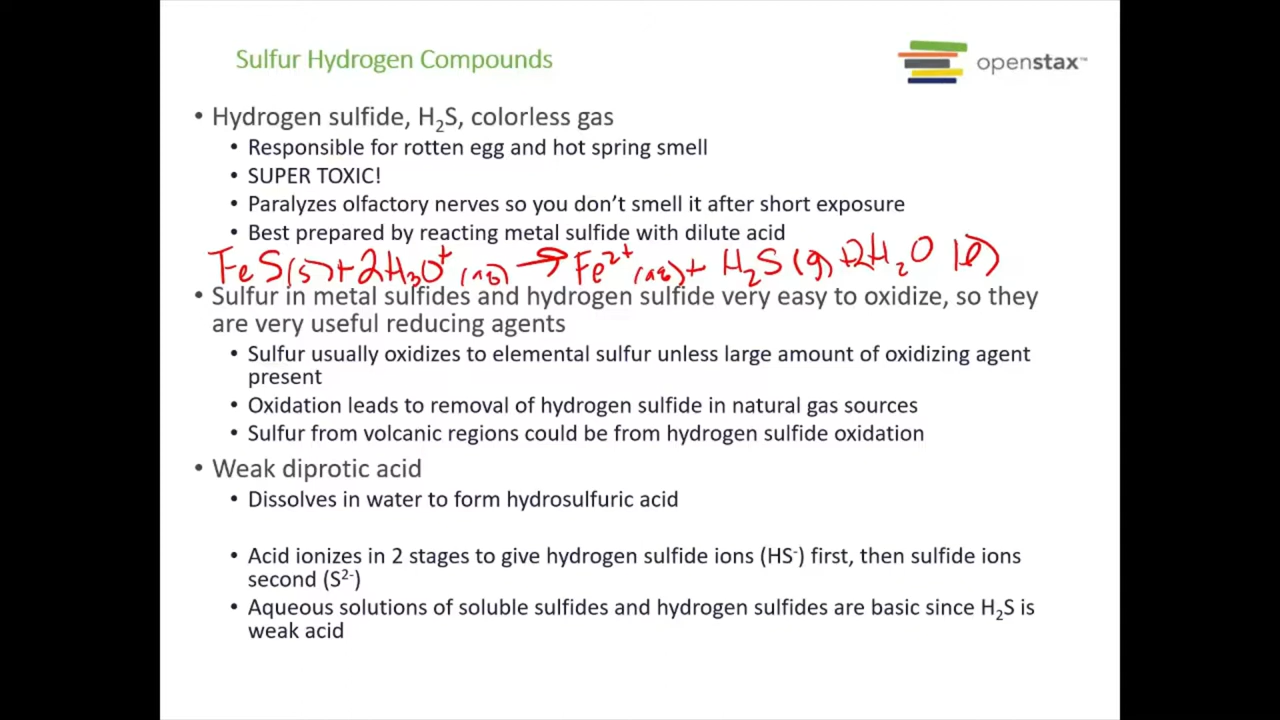 Sulfur Hydrogen Compounds
openstax™
• Hydrogen sulfide, H₂S, colorless gas
• Responsible for rotten egg and hot spring smell
• SUPER TOXIC!
• Paralyzes olfactory nerves so you don't smell it after short exposure
• Best prepared by reacting metal sulfide with dilute acid
FeS(s)+2H₃O⁺(aq) → Fe²⁺(aq)+ H₂S(g)+2H₂O (l)
• Sulfur in metal sulfides and hydrogen sulfide very easy to oxidize, so they
are very useful reducing agents
• Sulfur usually oxidizes to elemental sulfur unless large amount of oxidizing agent
present
• Oxidation leads to removal of hydrogen sulfide in natural gas sources
• Sulfur from volcanic regions could be from hydrogen sulfide oxidation
• Weak diprotic acid
• Dissolves in water to form hydrosulfuric acid
• Acid ionizes in 2 stages to give hydrogen sulfide ions (HS⁻) first, then sulfide ions
second (S²⁻)
• Aqueous solutions of soluble sulfides and hydrogen sulfides are basic since H₂S is
weak acid